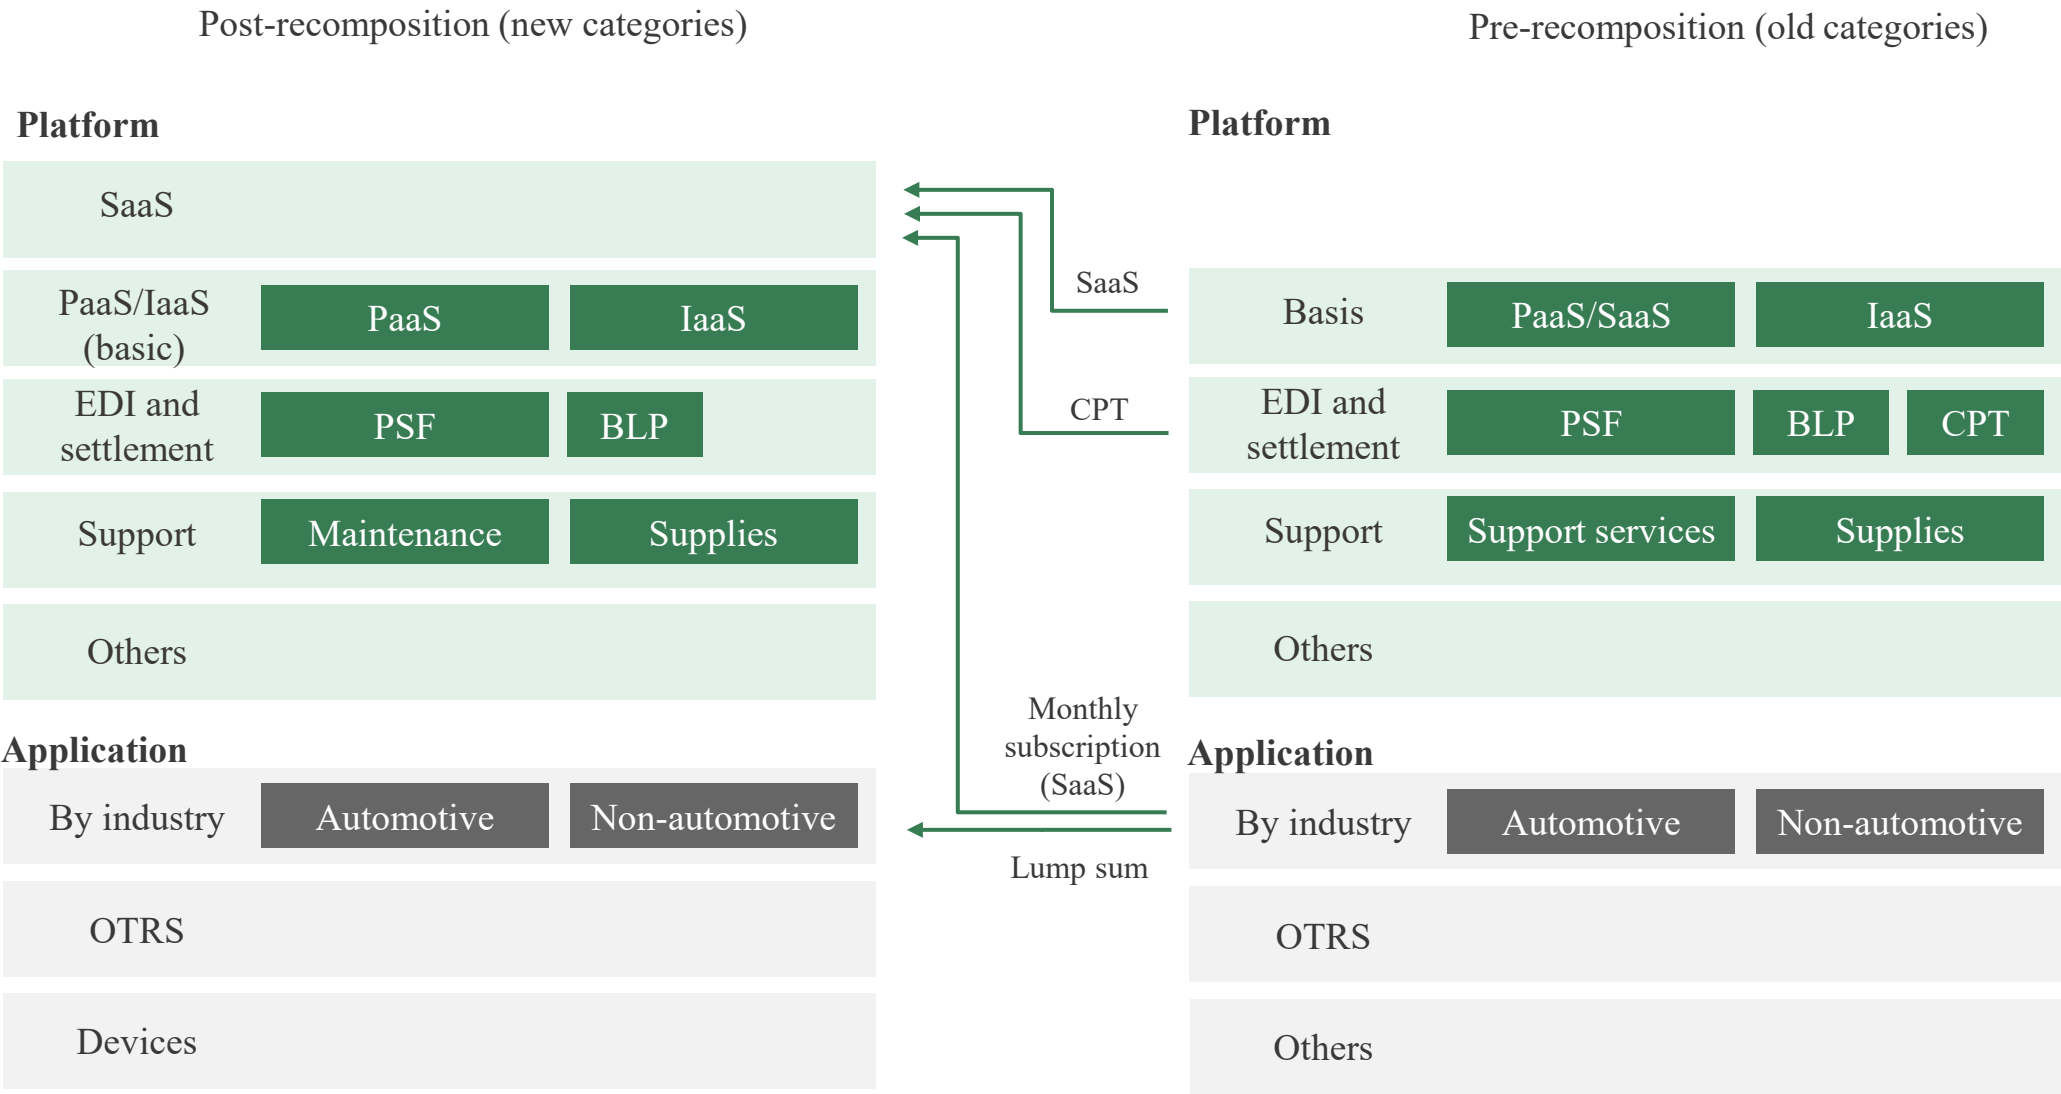 Post-recomposition (new categories)
Platform
SaaS
PaaS/IaaS
(basic)
PaaS
IaaS
EDI and
settlement
PSF
BLP
Support
Maintenance
Supplies
Others
Application
By industry
Automotive
Non-automotive
OTRS
Devices
SaaS
CPT
Monthly
subscription
(SaaS)
Lump sum
Pre-recomposition (old categories)
Platform
Basis
PaaS/SaaS
IaaS
EDI and
settlement
PSF
BLP
CPT
Support
Support services
Supplies
Others
Application
By industry
Automotive
Non-automotive
OTRS
Others